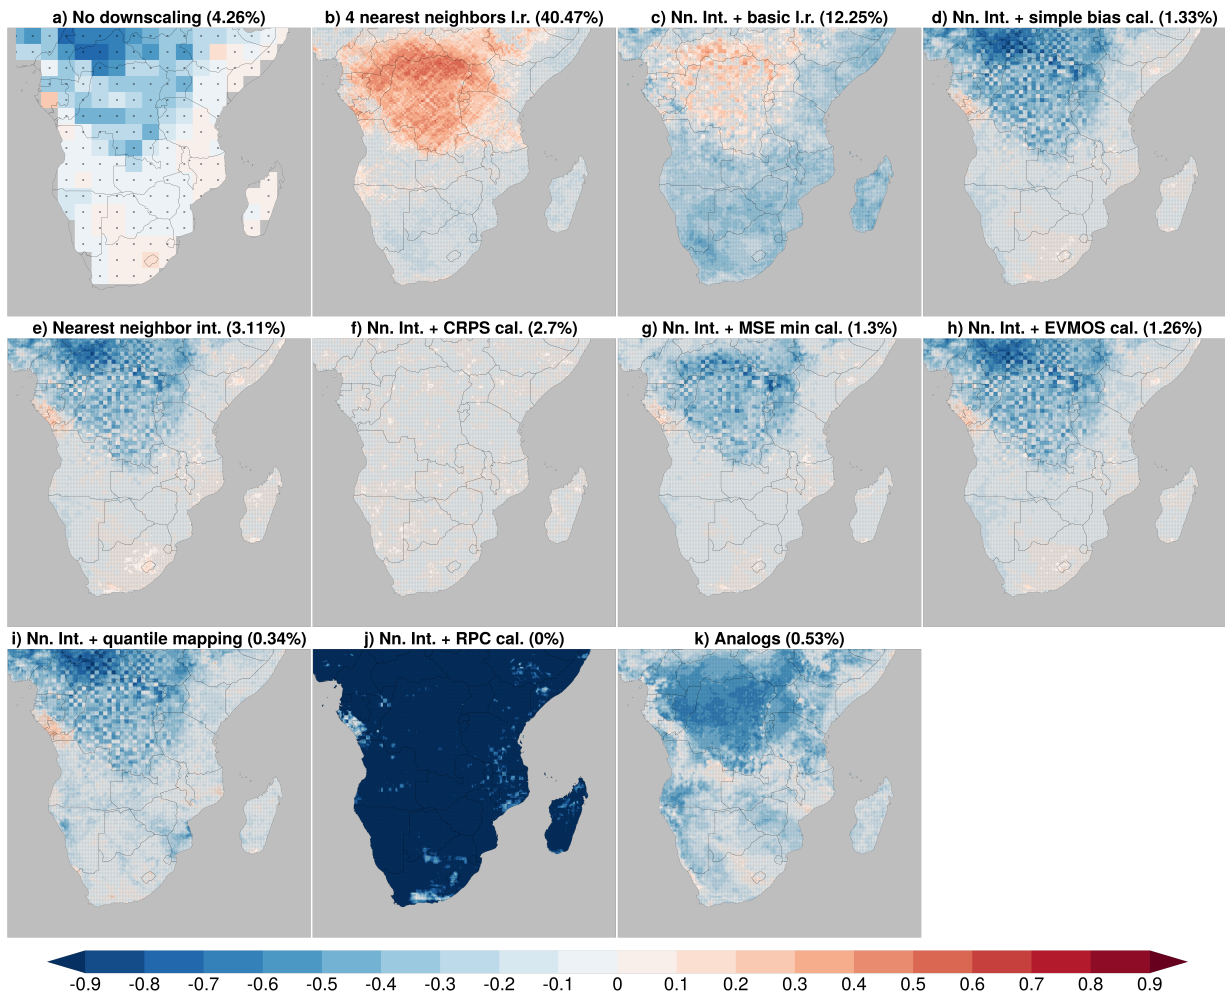 a) No downscaling (4.26%)
b) 4 nearest neighbors l.r. (40.47%)
c) Nn. Int. + basic l.r. (12.25%)
d) Nn. Int. + simple bias cal. (1.33%)
e) Nearest neighbor int. (3.11%)
f) Nn. Int. + CRPS cal. (2.7%)
g) Nn. Int. + MSE min cal. (1.3%)
h) Nn. Int. + EVMOS cal. (1.26%)
i) Nn. Int. + quantile mapping (0.34%)
j) Nn. Int. + RPC cal. (0%)
k) Analogs (0.53%)
-0.9 -0.8 -0.7 -0.6 -0.5 -0.4 -0.3 -0.2 -0.1 0 0.1 0.2 0.3 0.4 0.5 0.6 0.7 0.8 0.9